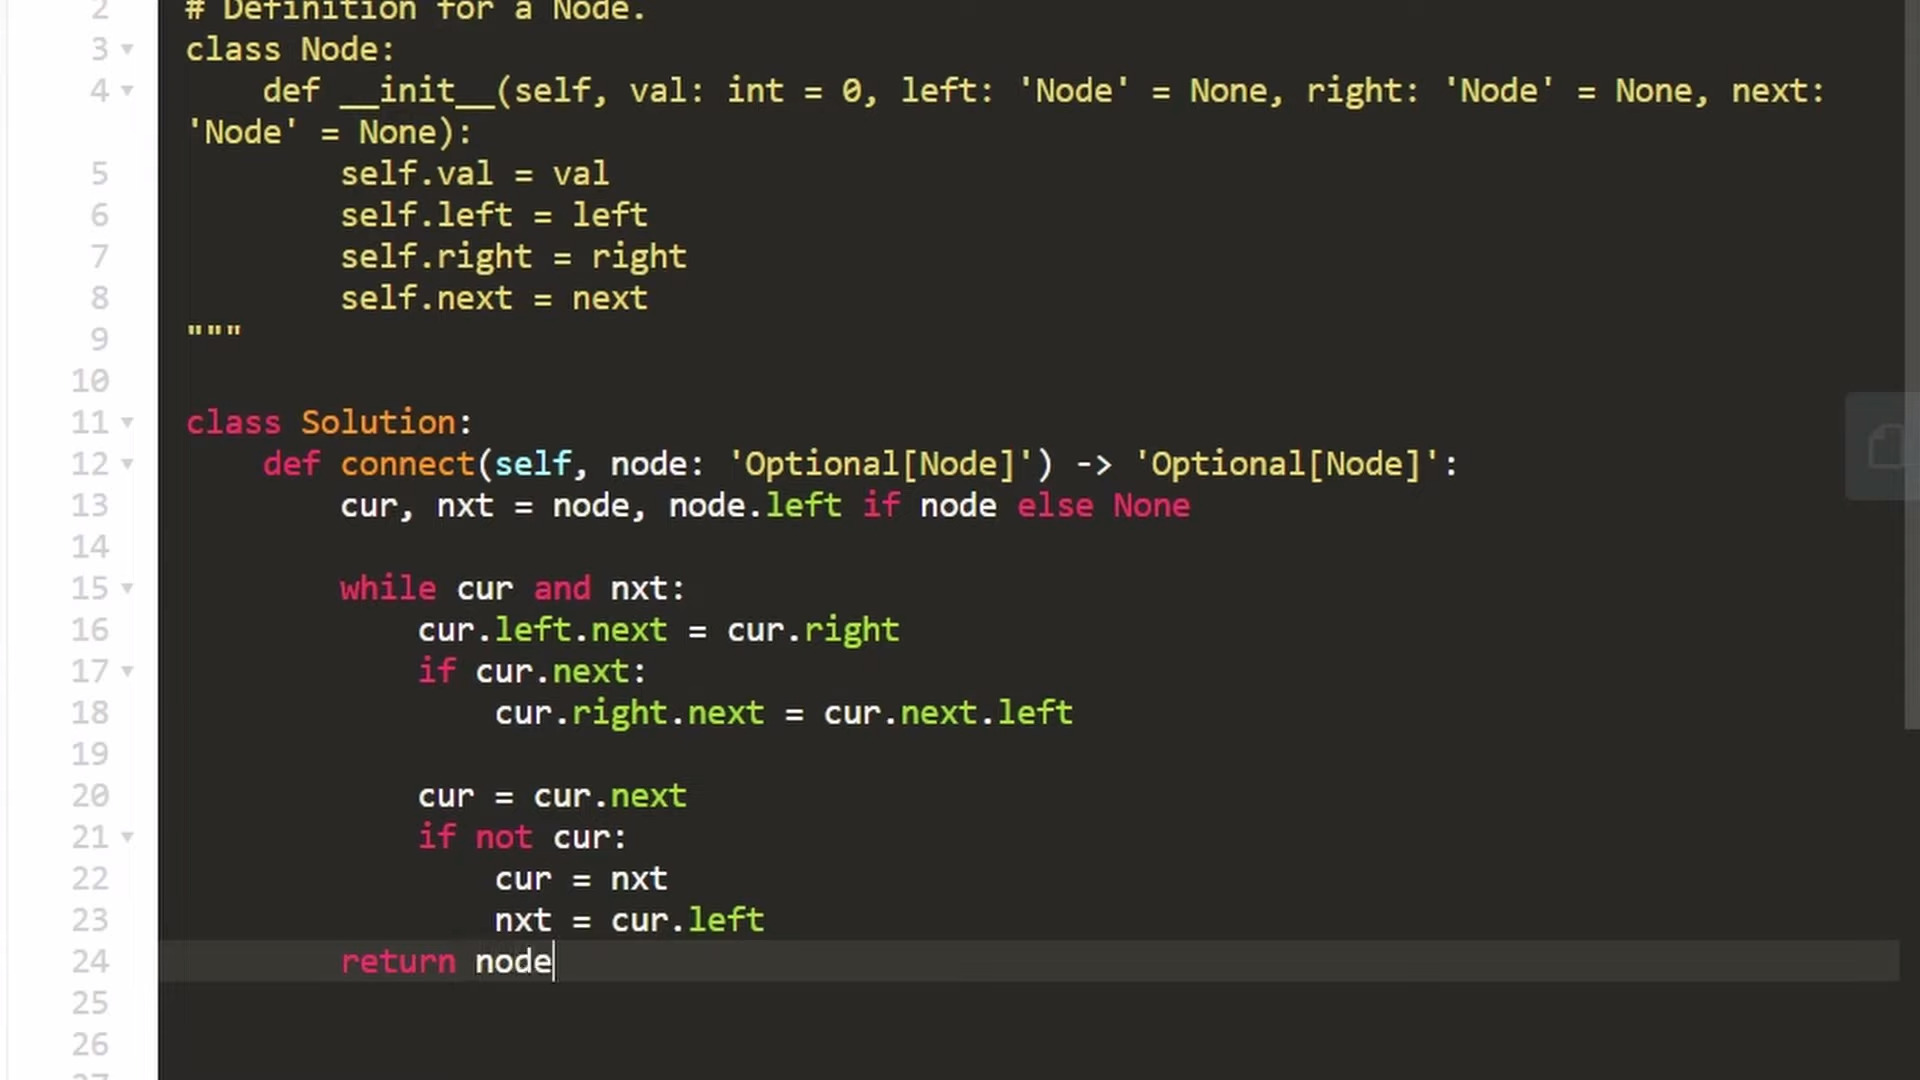 2 # Definition for a Node.
3 class Node:
4     def __init__(self, val: int = 0, left: 'Node' = None, right: 'Node' = None, next:
'Node' = None):
5         self.val = val
6         self.left = left
7         self.right = right
8         self.next = next
9 """
10
11 class Solution:
12     def connect(self, node: 'Optional[Node]') -> 'Optional[Node]':
13         cur, nxt = node, node.left if node else None
14
15         while cur and nxt:
16             cur.left.next = cur.right
17             if cur.next:
18                 cur.right.next = cur.next.left
19
20             cur = cur.next
21             if not cur:
22                 cur = nxt
23                 nxt = cur.left
24         return node
25
26